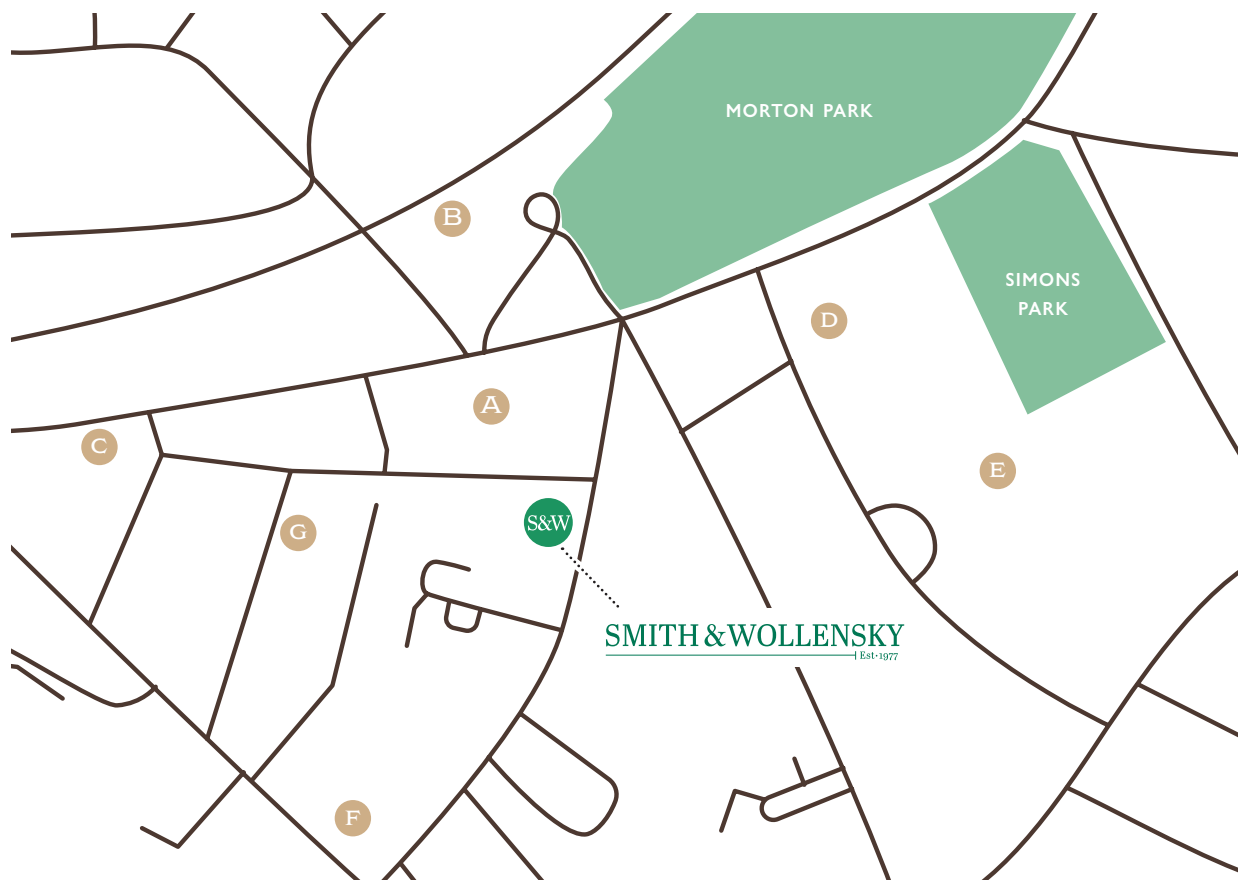 MORTON PARK
B
SIMONS
PARK
D
A
C
E
S&W
G
SMITH & WOLLENSKY
Est·1977
F